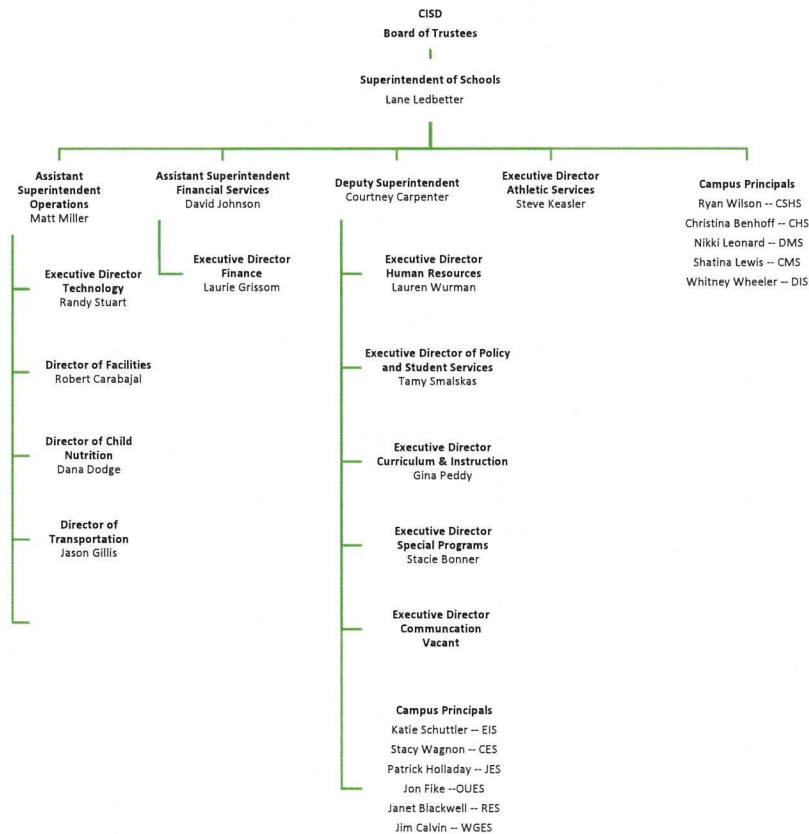 CISD
Board of Trustees
Superintendent of Schools
Lane Ledbetter
Assistant
Superintendent
Operations
Matt Miller
Executive Director
Technology
Randy Stuart
Director of Facilities
Robert Carabajal
Director of Child
Nutrition
Dana Dodge
Director of
Transportation
Jason Gillis
Assistant Superintendent
Financial Services
David Johnson
Executive Director
Finance
Laurie Grissom
Deputy Superintendent
Courtney Carpenter
Executive Director
Human Resources
Lauren Wurman
Executive Director of Policy
and Student Services
Tamy Smalskas
Executive Director
Curriculum & Instruction
Gina Peddy
Executive Director
Special Programs
Stacie Bonner
Executive Director
Communcation
Vacant
Campus Principals
Katie Schuttler -- EIS
Stacy Wagnon -- CES
Patrick Holladay -- JES
Jon Fike --OUES
Janet Blackwell -- RES
Jim Calvin -- WGES
Executive Director
Athletic Services
Steve Keasler
Campus Principals
Ryan Wilson -- CSHS
Christina Benhoff -- CHS
Nikki Leonard -- DMS
Shatina Lewis -- CMS
Whitney Wheeler -- DIS